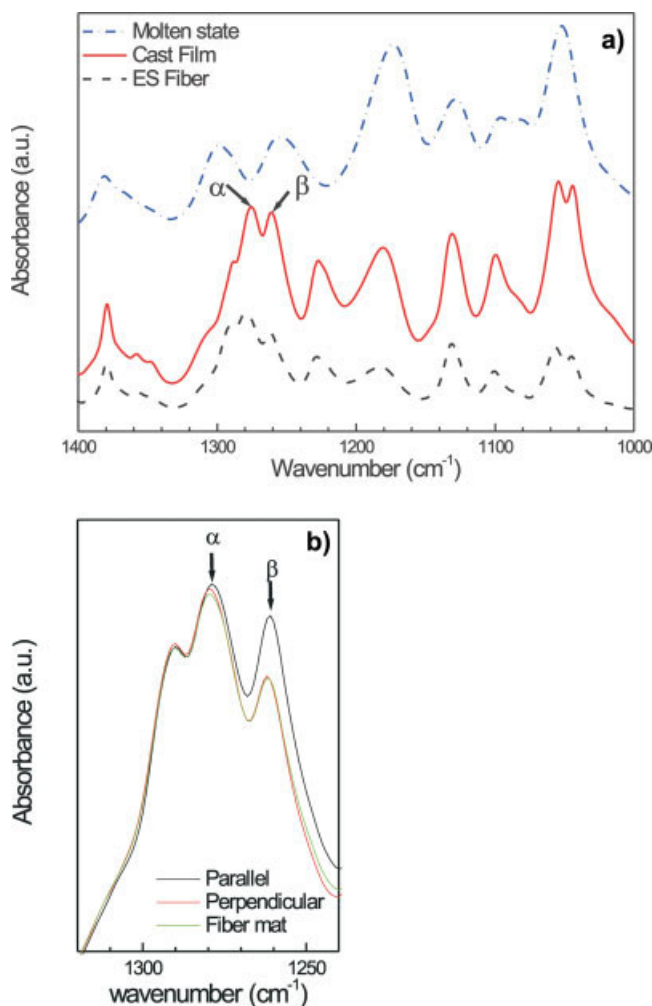 Molten state
Cast Film
ES Fiber
a)
α
β
Absorbance (a.u.)
1400 1300 1200 1100 1000
Wavenumber (cm-1)
b)
α
β
Absorbance (a.u.)
Parallel
Perpendicular
Fiber mat
1300 1250
wavenumber (cm-1)